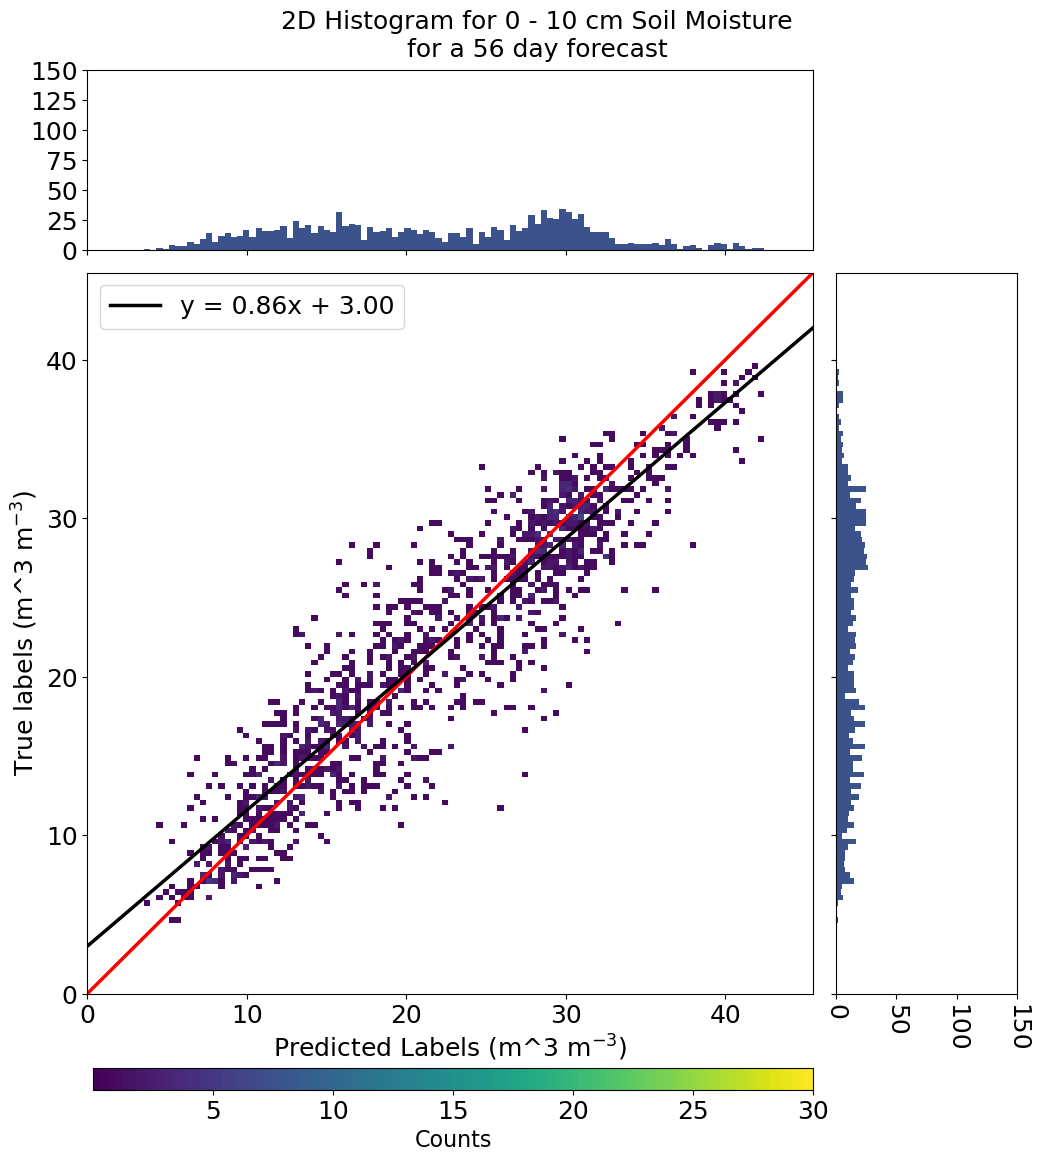 2D Histogram for 0 - 10 cm Soil Moisture
for a 56 day forecast
150
125
100
75
50
25
0
y = 0.86x + 3.00
40
30
20
10
0
True labels (m^3 m⁻³)
0 10 20 30 40
Predicted Labels (m^3 m⁻³)
0 50 100 150
5 10 15 20 25 30
Counts